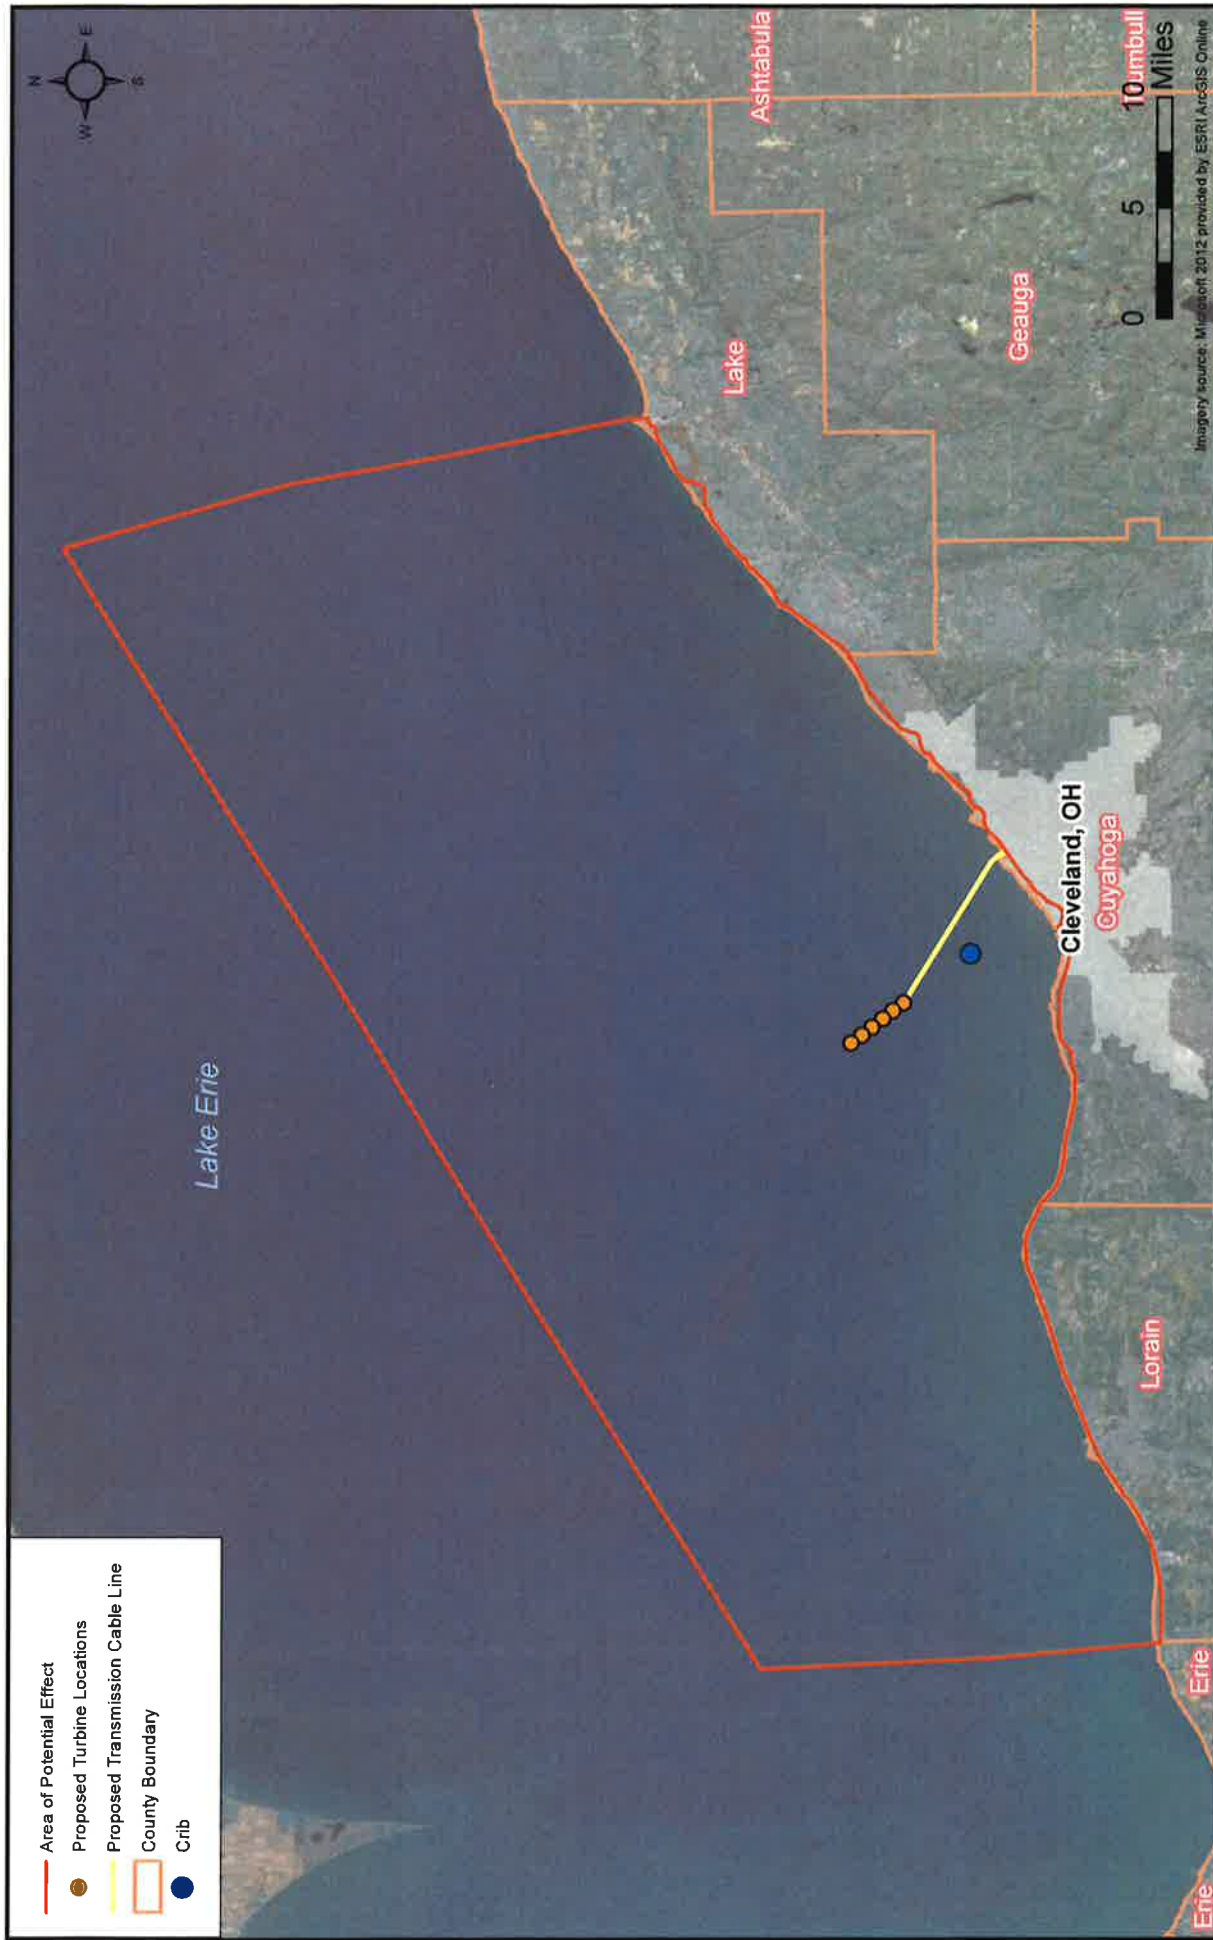 Area of Potential Effect
Proposed Turbine Locations
Proposed Transmission Cable Line
County Boundary
Crib
N
W
E
S
Lake Erie
Ashtabula
Lake
Geauga
Cleveland, OH
Cuyahoga
Lorain
Erie
Erie
0 5 10
Miles
Imagery source: Microsoft 2012 provided by ESRI ArcGIS Online